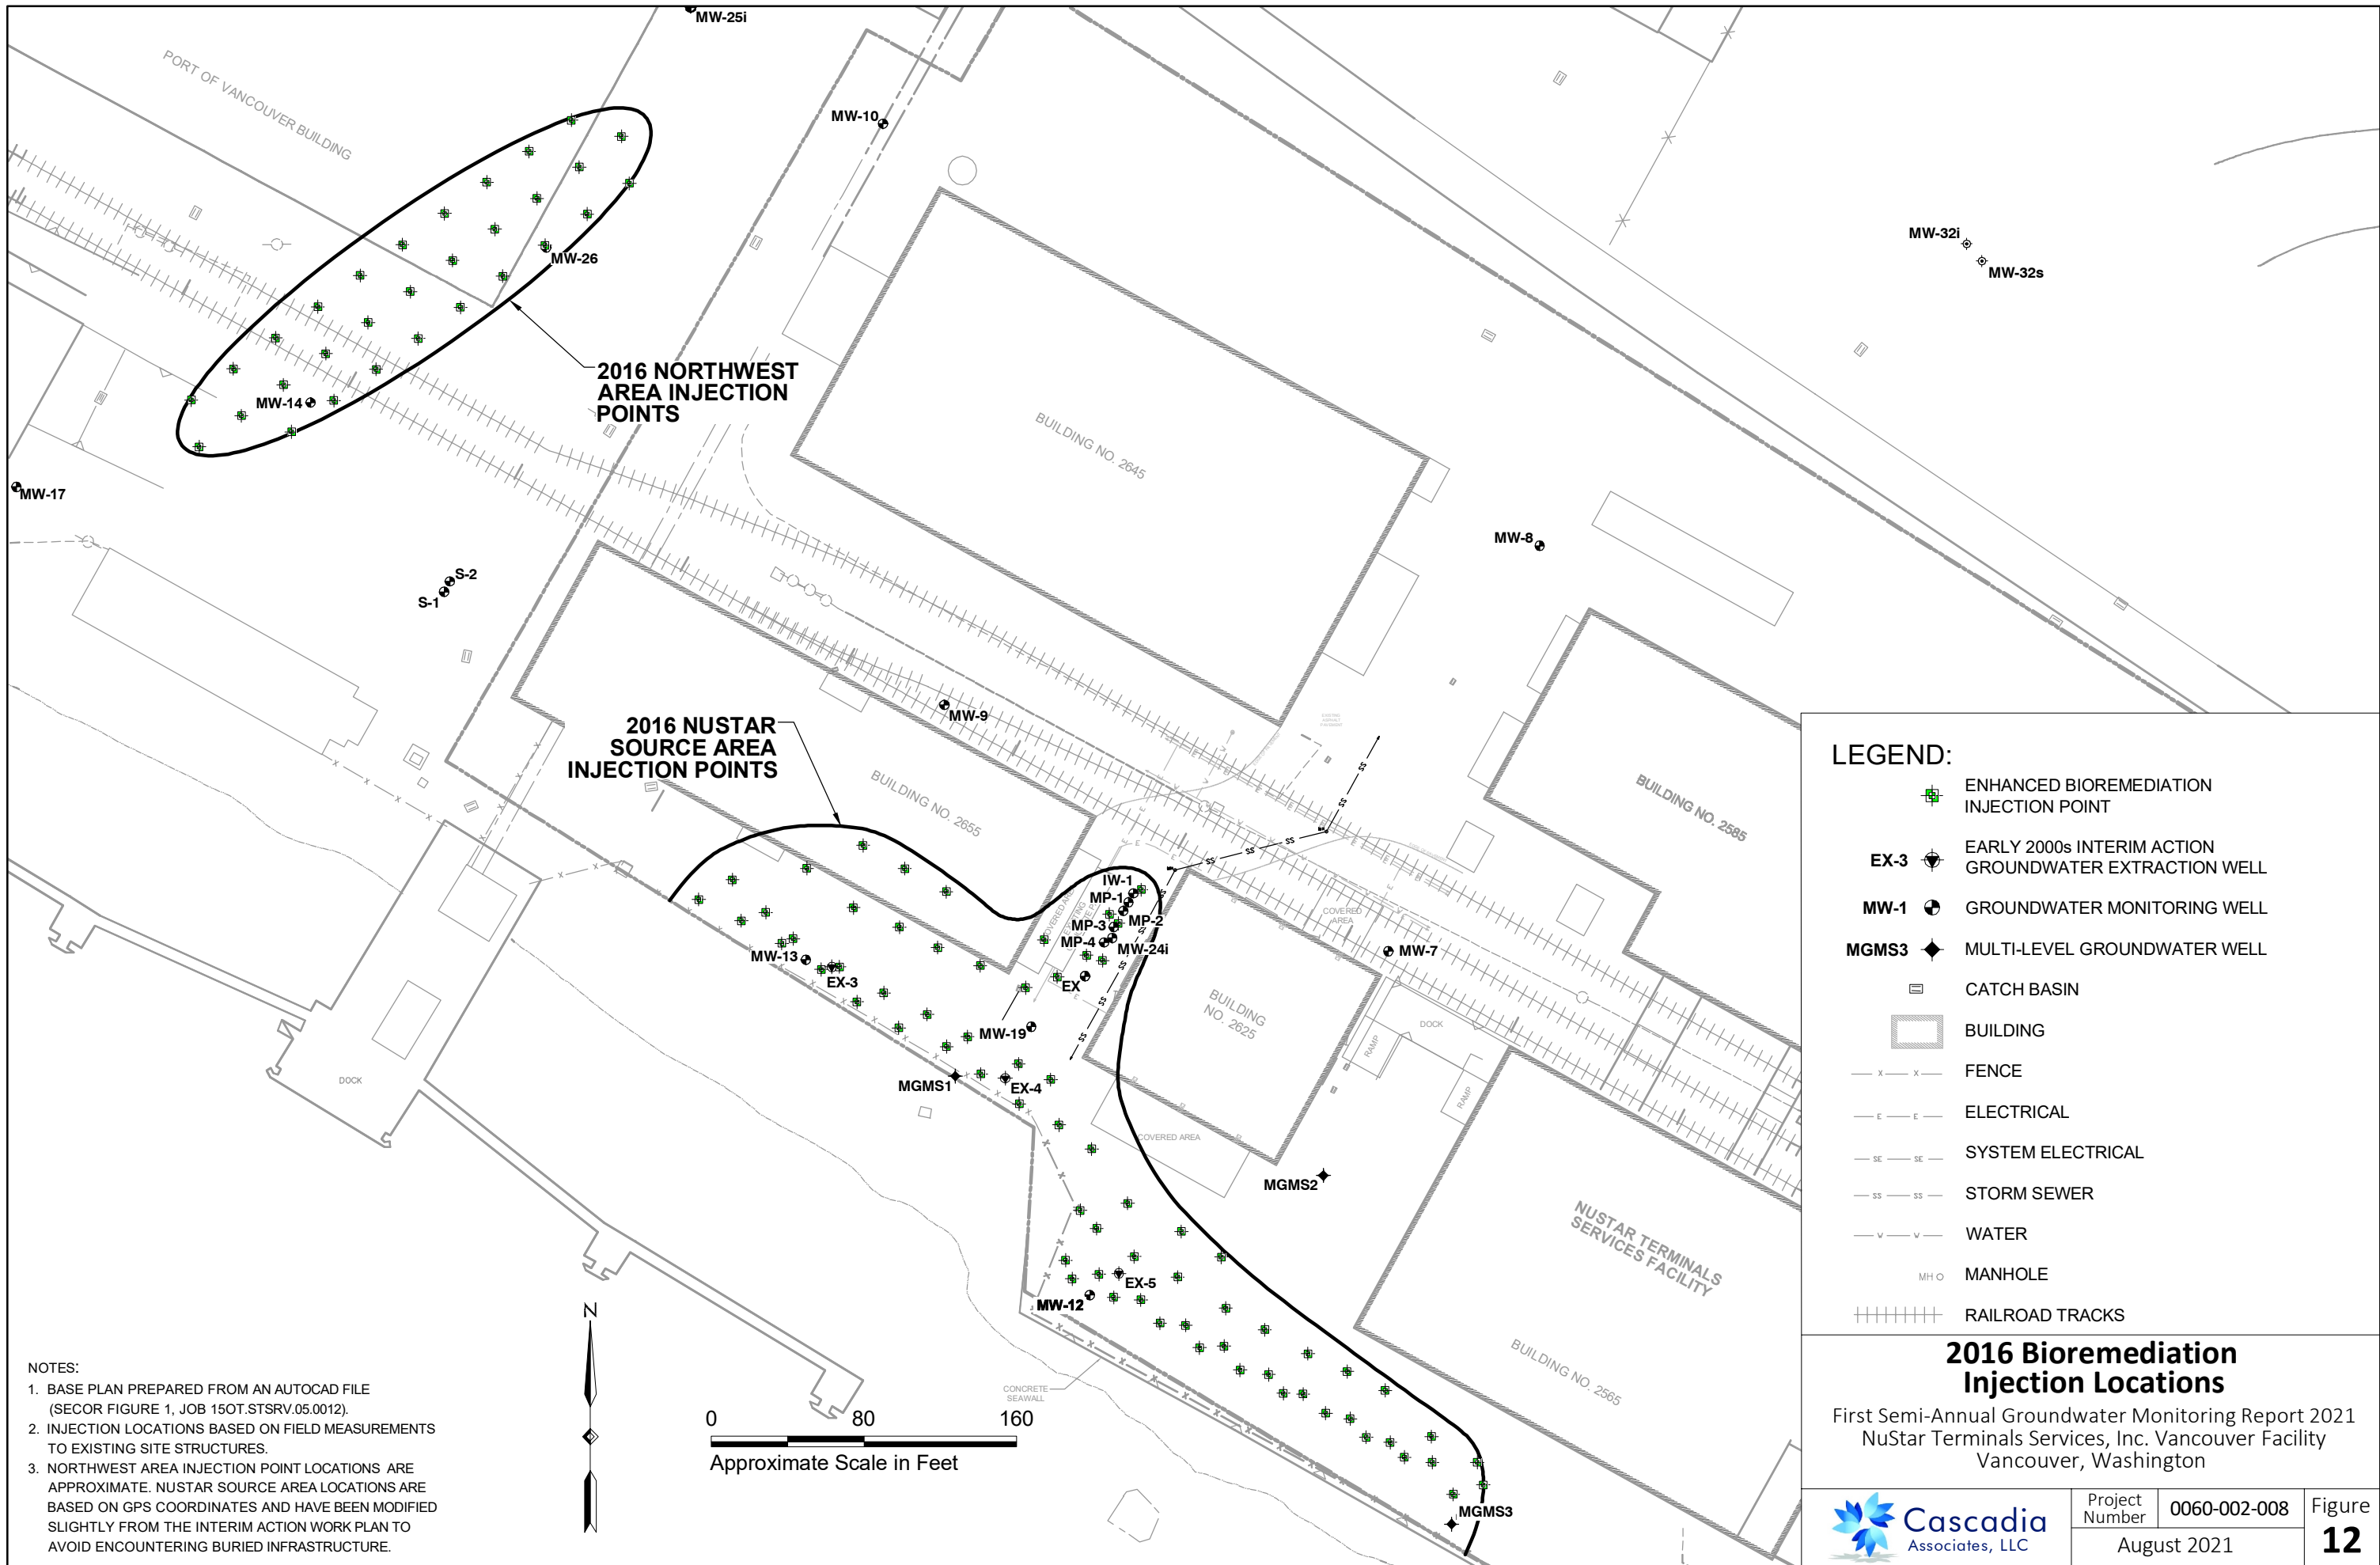 MW-25i
PORT OF VANCOUVER BUILDING
MW-10
MW-26
MW-32i
MW-32s
2016 NORTHWEST
AREA INJECTION
POINTS
MW-14
BUILDING NO. 2645
MW-17
MW-8
S-2
S-1
MW-9
2016 NUSTAR
SOURCE AREA
INJECTION POINTS
BUILDING NO. 2655
BUILDING NO. 2585
IW-1
MP-1
MP-2
MP-3
MP-4
MW-24i
COVERED
AREA
MW-7
MW-13
EX-3
EX
BUILDING
NO. 2625
MW-19
DOCK
RAMP
RAMP
MGMS1
EX-4
DOCK
COVERED AREA
MGMS2
NUSTAR TERMINALS
SERVICES FACILITY
EX-5
MW-12
BUILDING NO. 2565
CONCRETE
SEAWALL
MGMS3
N
0 80 160
Approximate Scale in Feet
NOTES:
1. BASE PLAN PREPARED FROM AN AUTOCAD FILE
(SECOR FIGURE 1, JOB 15OT.STSRV.05.0012).
2. INJECTION LOCATIONS BASED ON FIELD MEASUREMENTS
TO EXISTING SITE STRUCTURES.
3. NORTHWEST AREA INJECTION POINT LOCATIONS ARE
APPROXIMATE. NUSTAR SOURCE AREA LOCATIONS ARE
BASED ON GPS COORDINATES AND HAVE BEEN MODIFIED
SLIGHTLY FROM THE INTERIM ACTION WORK PLAN TO
AVOID ENCOUNTERING BURIED INFRASTRUCTURE.
LEGEND:
ENHANCED BIOREMEDIATION
INJECTION POINT
EX-3 EARLY 2000s INTERIM ACTION
GROUNDWATER EXTRACTION WELL
MW-1 GROUNDWATER MONITORING WELL
MGMS3 MULTI-LEVEL GROUNDWATER WELL
CATCH BASIN
BUILDING
X X FENCE
E E ELECTRICAL
SE SE SYSTEM ELECTRICAL
SS SS STORM SEWER
W W WATER
MH MANHOLE
RAILROAD TRACKS
2016 Bioremediation
Injection Locations
First Semi-Annual Groundwater Monitoring Report 2021
NuStar Terminals Services, Inc. Vancouver Facility
Vancouver, Washington
Cascadia
Associates, LLC
Project
Number
0060-002-008
August 2021
Figure
12